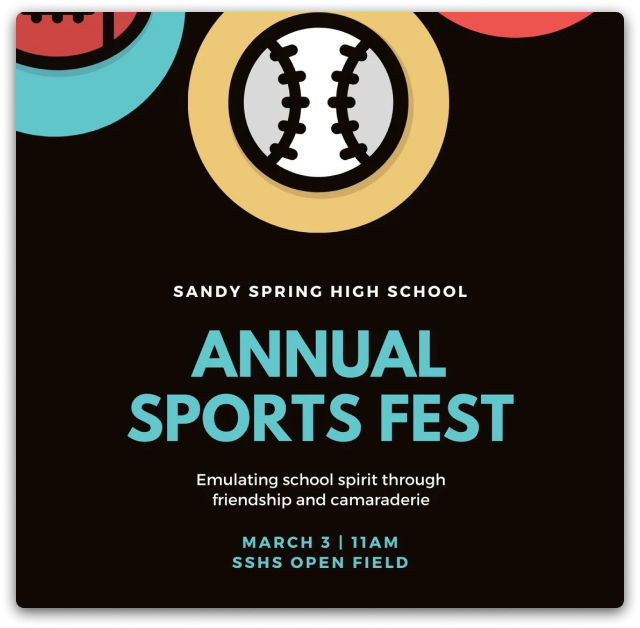 SANDY SPRING HIGH SCHOOL
ANNUAL
SPORTS FEST
Emulating school spirit through
friendship and camaraderie
MARCH 3 | 11AM
SSHS OPEN FIELD